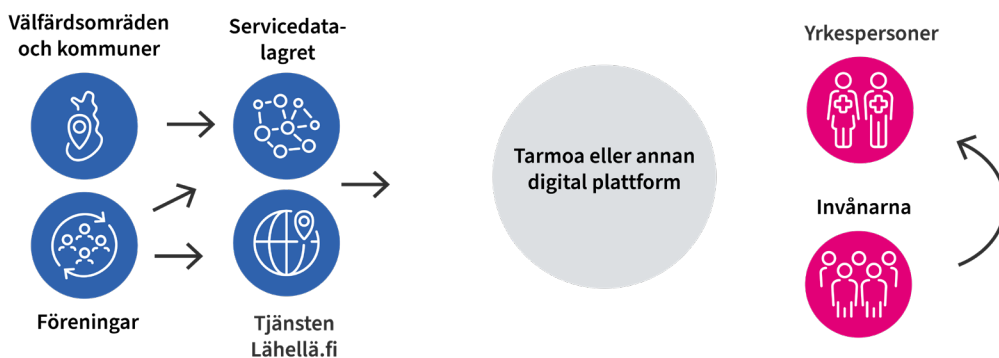 Välfärdsområden
och kommuner
Servicedata-
lagret
Yrkespersoner
Tarmoa eller annan
digital plattform
Invånarna
Föreningar
Tjänsten
Lähellä.fi